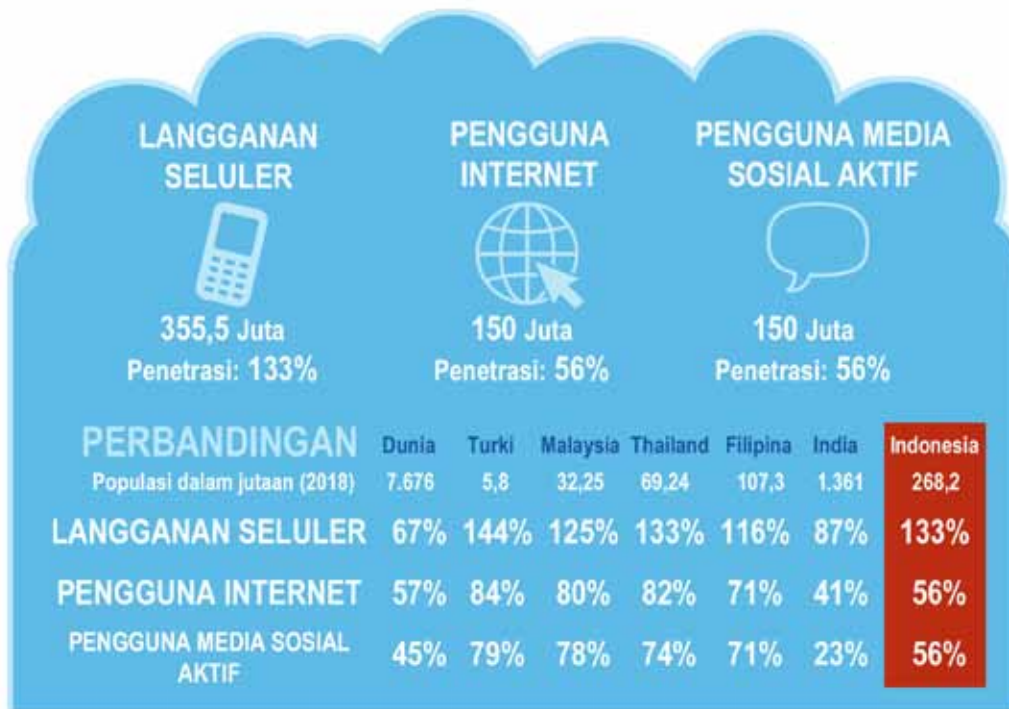 LANGGANAN
SELULER
355,5 Juta
Penetrasi: 133%
PENGGUNA
INTERNET
150 Juta
Penetrasi: 56%
PENGGUNA MEDIA
SOSIAL AKTIF
150 Juta
Penetrasi: 56%
PERBANDINGAN Dunia Turki Malaysia Thailand Filipina India Indonesia
Populasi dalam jutaan (2018) 7.676 5,8 32,25 69,24 107,3 1.361 268,2
LANGGANAN SELULER 67% 144% 125% 133% 116% 87% 133%
PENGGUNA INTERNET 57% 84% 80% 82% 71% 41% 56%
PENGGUNA MEDIA SOSIAL
AKTIF 45% 79% 78% 74% 71% 23% 56%